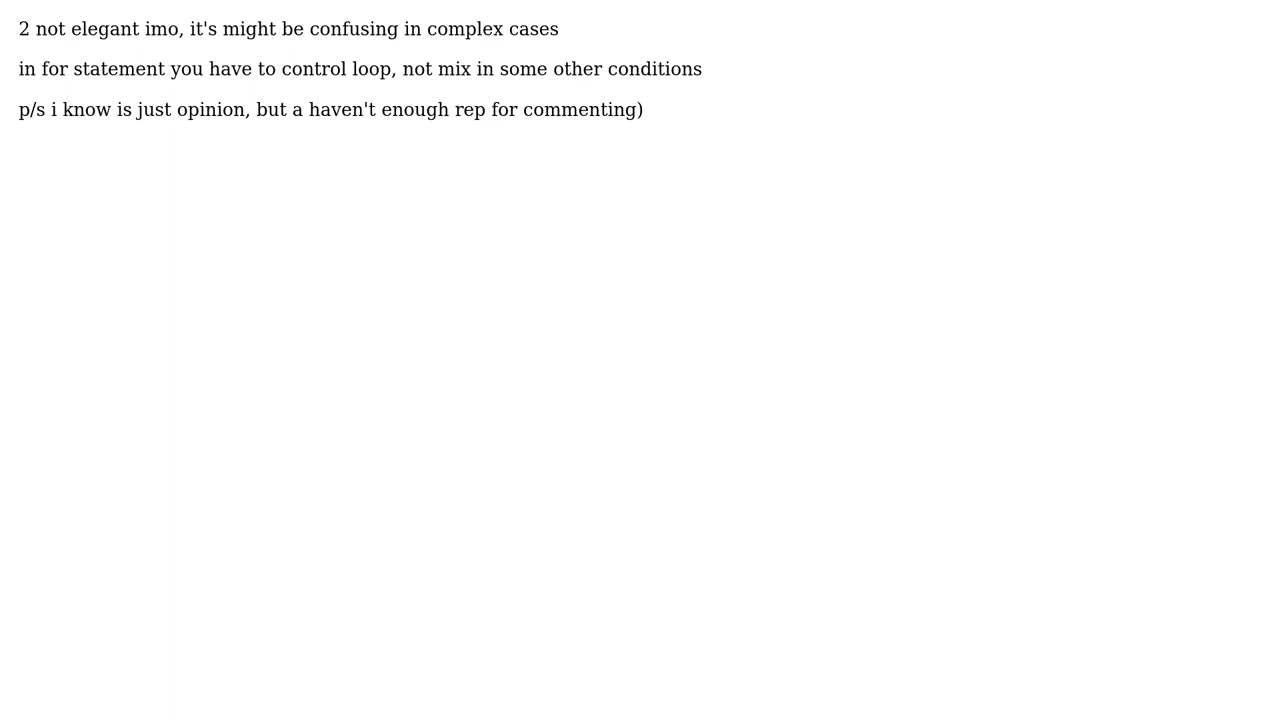 2 not elegant imo, it's might be confusing in complex cases
in for statement you have to control loop, not mix in some other conditions
p/s i know is just opinion, but a haven't enough rep for commenting)